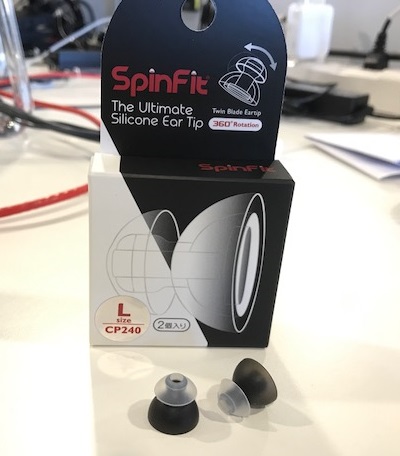 SpinFit
The Ultimate
Silicone Ear Tip
Twin Blade Eartip
360°Rotation
SpinFit
L
size
CP240
2個入り